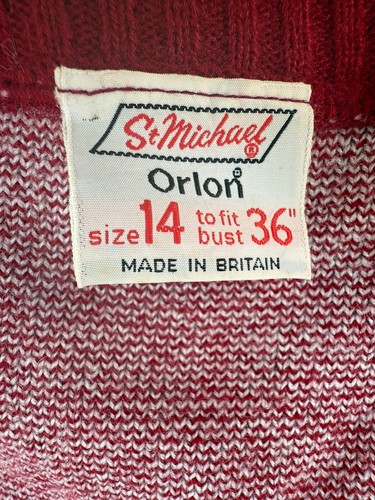 St Michael ®
Orlon
size 14 to fit bust 36"
MADE IN BRITAIN